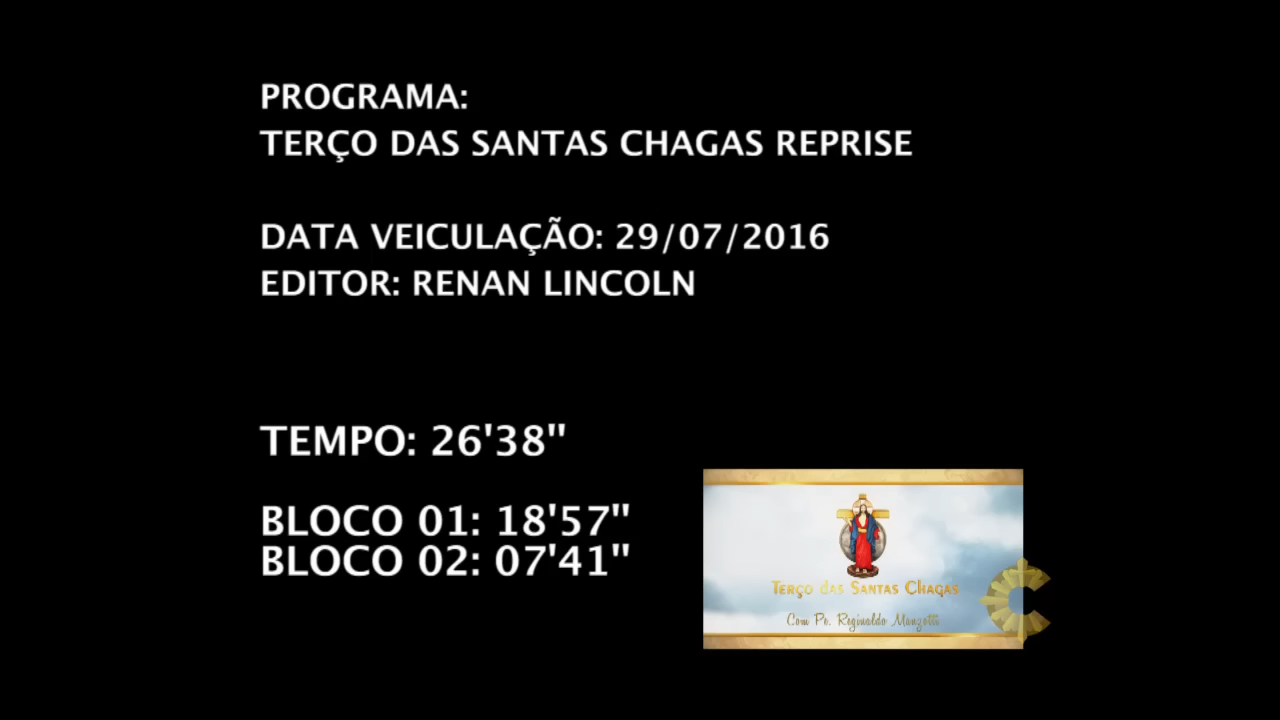 PROGRAMA:
TERÇO DAS SANTAS CHAGAS REPRISE
DATA VEICULAÇÃO: 29/07/2016
EDITOR: RENAN LINCOLN
TEMPO: 26'38"
BLOCO 01: 18'57"
BLOCO 02: 07'41"
Terço das Santas Chagas
Com Pe. Reginaldo Manzotti